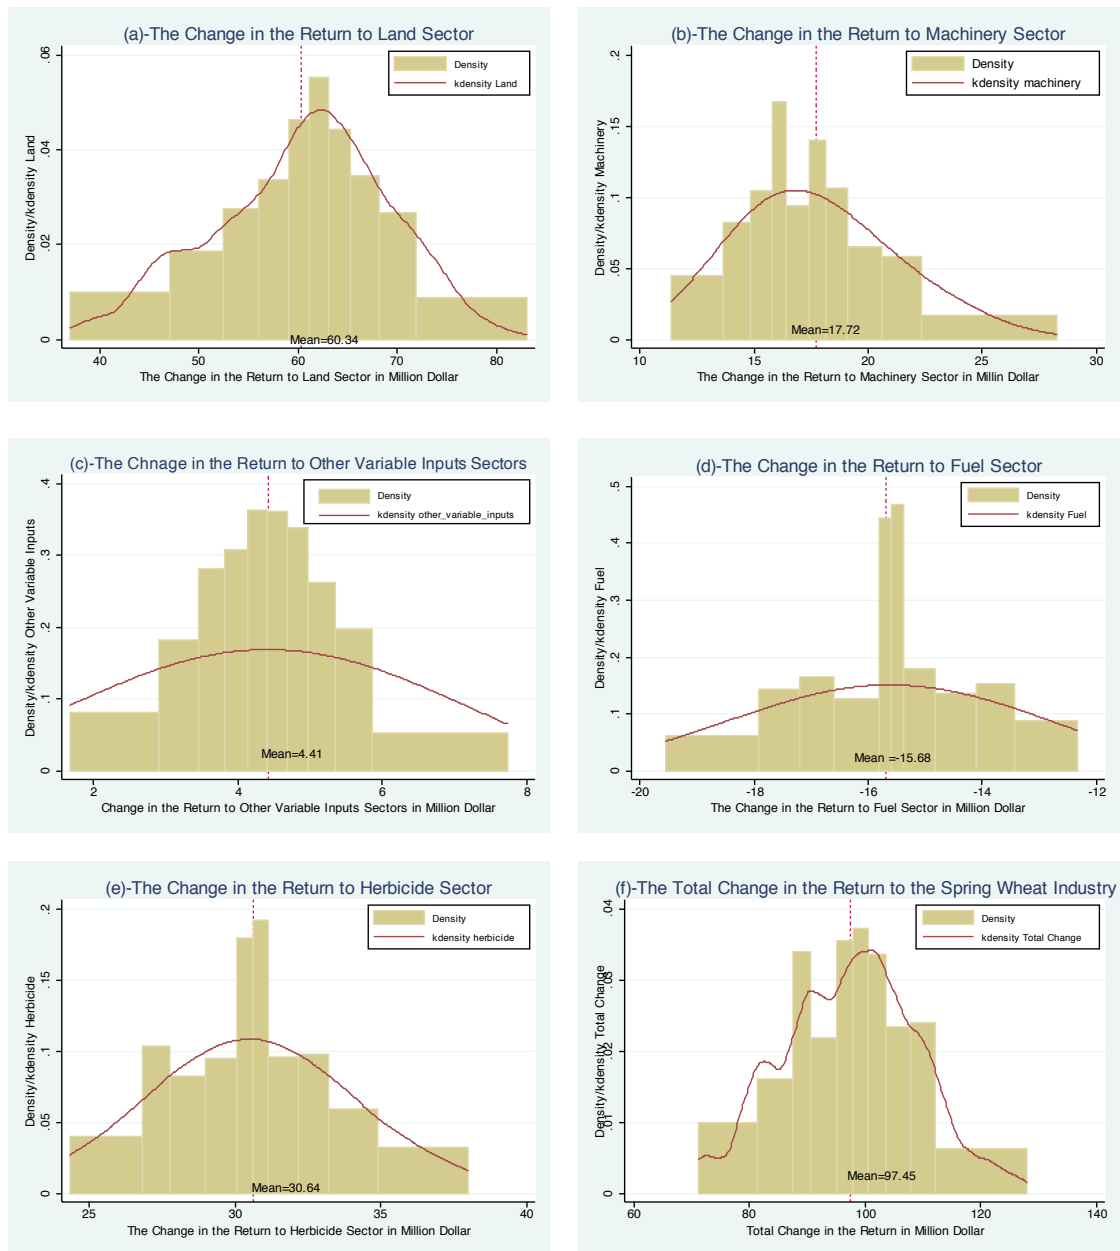 (a)-The Change in the Return to Land Sector
Density
kdensity Land
Density/kdensity Land
0 .02 .04 .06
Mean=60.34
40 50 60 70 80
The Change in the Return to Land Sector in Million Dollar
(b)-The Change in the Return to Machinery Sector
Density
kdensity machinery
Density/kdensity Machinery
0 .05 .1 .15 .2
Mean=17.72
10 15 20 25 30
The Change in the Return to Machinery Sector in Millin Dollar
(c)-The Chnage in the Return to Other Variable Inputs Sectors
Density
kdensity other_variable_inputs
Density/kdensity Other Variable Inputs
0 .1 .2 .3 .4
Mean=4.41
2 4 6 8
Change in the Return to Other Variable Inputs Sectors in Million Dollar
(d)-The Change in the Return to Fuel Sector
Density
kdensity Fuel
Density/kdensity Fuel
0 .1 .2 .3 .4 .5
Mean =-15.68
-20 -18 -16 -14 -12
The Change in the Return to Fuel Sector in Million Dollar
(e)-The Change in the Return to Herbicide Sector
Density
kdensity herbicide
Density/kdensity Herbicide
0 .05 .1 .15 .2
Mean=30.64
25 30 35 40
The Change in the Return to Herbicide Sector in Million Dollar
(f)-The Total Change in the Return to the Spring Wheat Industry
Density
kdensity Total Change
Density/kdensity Total Change
0 .01 .02 .03 .04
Mean=97.45
60 80 100 120 140
Total Change in the Return in Million Dollar